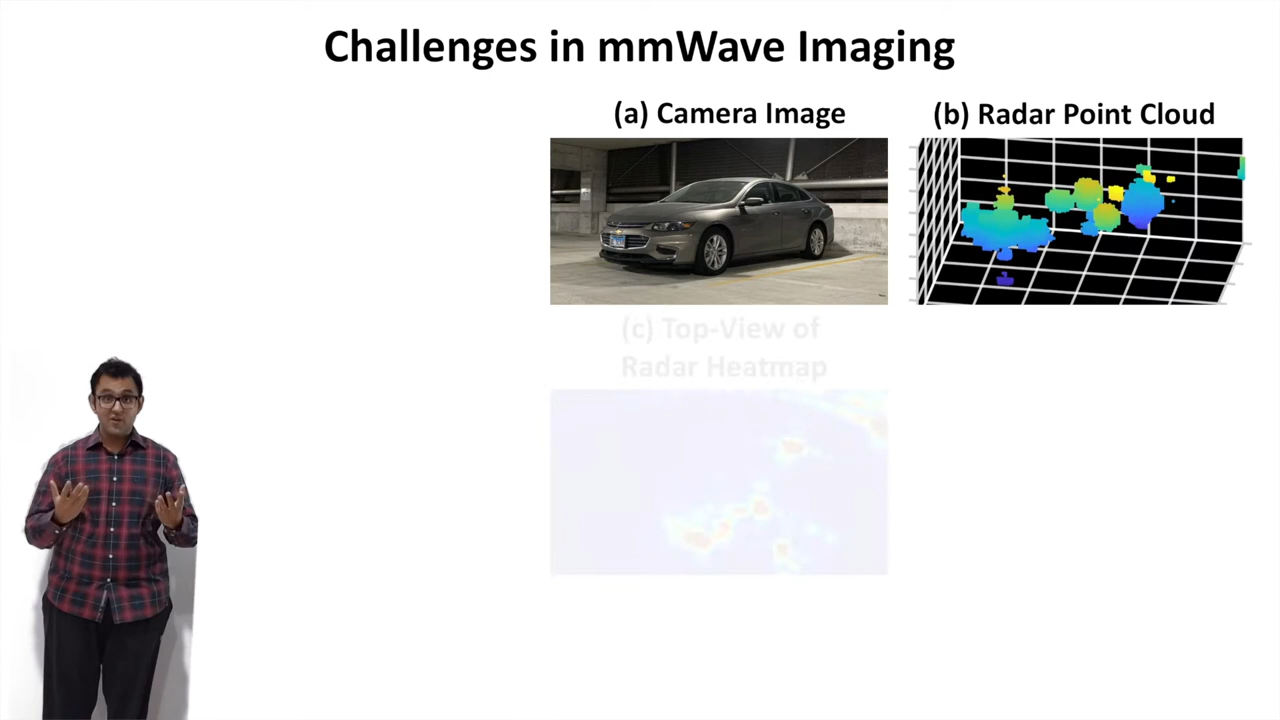 Challenges in mmWave Imaging
(a) Camera Image
(b) Radar Point Cloud
(c) Top-View of
Radar Heatmap